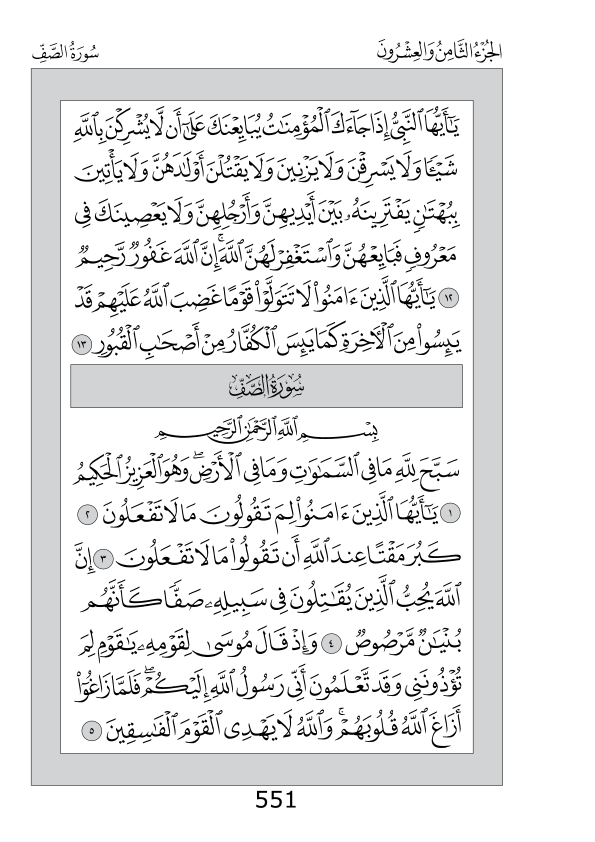 الجُزْءُ الثَّامِنُ وَالعِشْرُونَ
سُورَةُ الصَّفِّ
يَـٰٓأَيُّهَا ٱلنَّبِىُّ إِذَا جَآءَكَ ٱلْمُؤْمِنَـٰتُ يُبَايِعْنَكَ عَلَىٰٓ أَن لَّا يُشْرِكْنَ بِٱللَّهِ
شَيْـًٔا وَلَا يَسْرِقْنَ وَلَا يَزْنِينَ وَلَا يَقْتُلْنَ أَوْلَـٰدَهُنَّ وَلَا يَأْتِينَ
بِبُهْتَـٰنٍ يَفْتَرِينَهُۥ بَيْنَ أَيْدِيهِنَّ وَأَرْجُلِهِنَّ وَلَا يَعْصِينَكَ فِى
مَعْرُوفٍ فَبَايِعْهُنَّ وَٱسْتَغْفِرْ لَهُنَّ ٱللَّهَ ۖ إِنَّ ٱللَّهَ غَفُورٌ رَّحِيمٌ
١٢ يَـٰٓأَيُّهَا ٱلَّذِينَ ءَامَنُوا۟ لَا تَتَوَلَّوْا۟ قَوْمًا غَضِبَ ٱللَّهُ عَلَيْهِمْ قَدْ
يَئِسُوا۟ مِنَ ٱلْـَٔاخِرَةِ كَمَا يَئِسَ ٱلْكُفَّارُ مِنْ أَصْحَـٰبِ ٱلْقُبُورِ ١٣
سُورَةُ الصَّفِّ
بِسْمِ ٱللَّهِ ٱلرَّحْمَـٰنِ ٱلرَّحِيمِ
سَبَّحَ لِلَّهِ مَا فِى ٱلسَّمَـٰوَٰتِ وَمَا فِى ٱلْأَرْضِ ۖ وَهُوَ ٱلْعَزِيزُ ٱلْحَكِيمُ
١ يَـٰٓأَيُّهَا ٱلَّذِينَ ءَامَنُوا۟ لِمَ تَقُولُونَ مَا لَا تَفْعَلُونَ ٢
كَبُرَ مَقْتًا عِندَ ٱللَّهِ أَن تَقُولُوا۟ مَا لَا تَفْعَلُونَ ٣ إِنَّ
ٱللَّهَ يُحِبُّ ٱلَّذِينَ يُقَـٰتِلُونَ فِى سَبِيلِهِۦ صَفًّا كَأَنَّهُم
بُنْيَـٰنٌ مَّرْصُوصٌ ٤ وَإِذْ قَالَ مُوسَىٰ لِقَوْمِهِۦ يَـٰقَوْمِ لِمَ
تُؤْذُونَنِى وَقَد تَّعْلَمُونَ أَنِّى رَسُولُ ٱللَّهِ إِلَيْكُمْ ۖ فَلَمَّا زَاغُوٓا۟
أَزَاغَ ٱللَّهُ قُلُوبَهُمْ ۚ وَٱللَّهُ لَا يَهْدِى ٱلْقَوْمَ ٱلْفَـٰسِقِينَ ٥
551